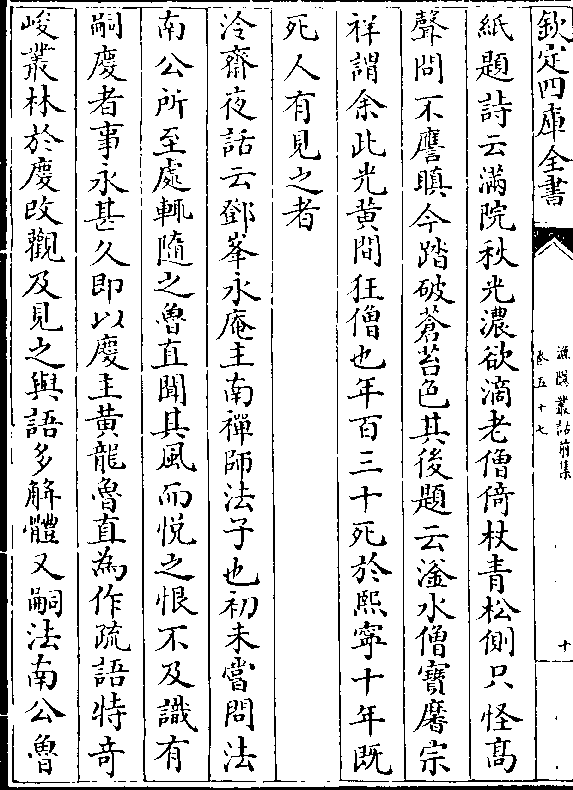 欽定四庫全書
漁隱叢話前集
卷五十七
十
紙題詩云滿院秋光濃欲滴老僧倚杖青松側只怪高
聲問不譍瞋今踏破蒼苔色其後題云滏水僧寶黁宗
祥謂余此光黄間狂僧也年百三十死於熙寧十年既
死人有見之者
冷齋夜話云鄧峯永庵主南禪師法子也初未嘗問法
南公所至處輒隨之魯直聞其風而悦之恨不及識有
嗣慶者事永甚久即以慶主黄龍魯直為作疏語特竒
峻叢林於慶改觀及見之與語多解體又嗣法南公魯